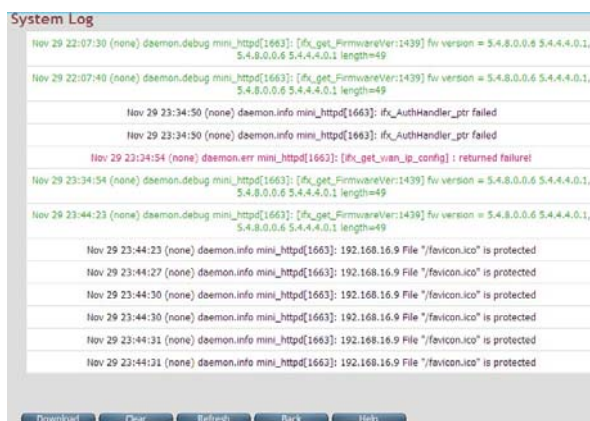 System Log
Nov 29 22:07:30 (none) daemon.debug mini_httpd[1663]: [ifx_get_FirmwareVer:1439] fw version = 5.4.8.0.0.6 5.4.4.4.0.1,
5.4.8.0.0.6 5.4.4.4.0.1 length=49
Nov 29 22:07:40 (none) daemon.debug mini_httpd[1663]: [ifx_get_FirmwareVer:1439] fw version = 5.4.8.0.0.6 5.4.4.4.0.1,
5.4.8.0.0.6 5.4.4.4.0.1 length=49
Nov 29 23:34:50 (none) daemon.info mini_httpd[1663]: ifx_AuthHandler_ptr failed
Nov 29 23:34:50 (none) daemon.info mini_httpd[1663]: ifx_AuthHandler_ptr failed
Nov 29 23:34:54 (none) daemon.err mini_httpd[1663]: [ifx_get_wan_ip_config] : returned failure!
Nov 29 23:34:54 (none) daemon.debug mini_httpd[1663]: [ifx_get_FirmwareVer:1439] fw version = 5.4.8.0.0.6 5.4.4.4.0.1,
5.4.8.0.0.6 5.4.4.4.0.1 length=49
Nov 29 23:44:23 (none) daemon.debug mini_httpd[1663]: [ifx_get_FirmwareVer:1439] fw version = 5.4.8.0.0.6 5.4.4.4.0.1,
5.4.8.0.0.6 5.4.4.4.0.1 length=49
Nov 29 23:44:23 (none) daemon.info mini_httpd[1663]: 192.168.16.9 File "/favicon.ico" is protected
Nov 29 23:44:27 (none) daemon.info mini_httpd[1663]: 192.168.16.9 File "/favicon.ico" is protected
Nov 29 23:44:30 (none) daemon.info mini_httpd[1663]: 192.168.16.9 File "/favicon.ico" is protected
Nov 29 23:44:30 (none) daemon.info mini_httpd[1663]: 192.168.16.9 File "/favicon.ico" is protected
Nov 29 23:44:31 (none) daemon.info mini_httpd[1663]: 192.168.16.9 File "/favicon.ico" is protected
Nov 29 23:44:31 (none) daemon.info mini_httpd[1663]: 192.168.16.9 File "/favicon.ico" is protected
Download Clear Refresh Back Help